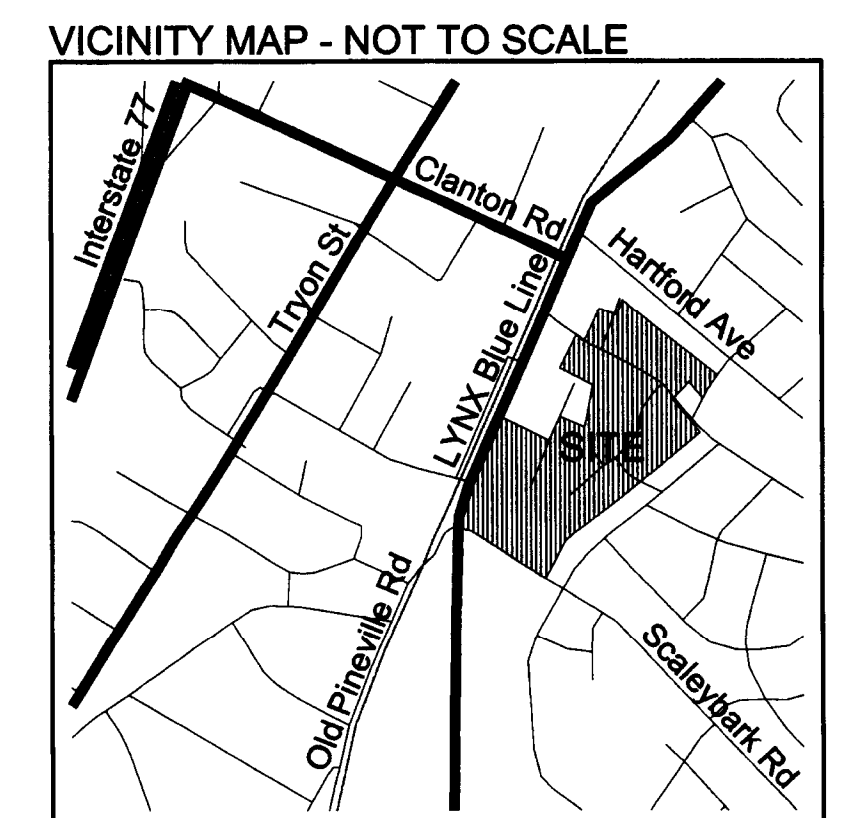 VICINITY MAP - NOT TO SCALE
Interstate 77
Clanton Rd
Tryon St
LYNX Blue Line
Hartford Ave
SITE
Old Pineville Rd
Scaleybark Rd